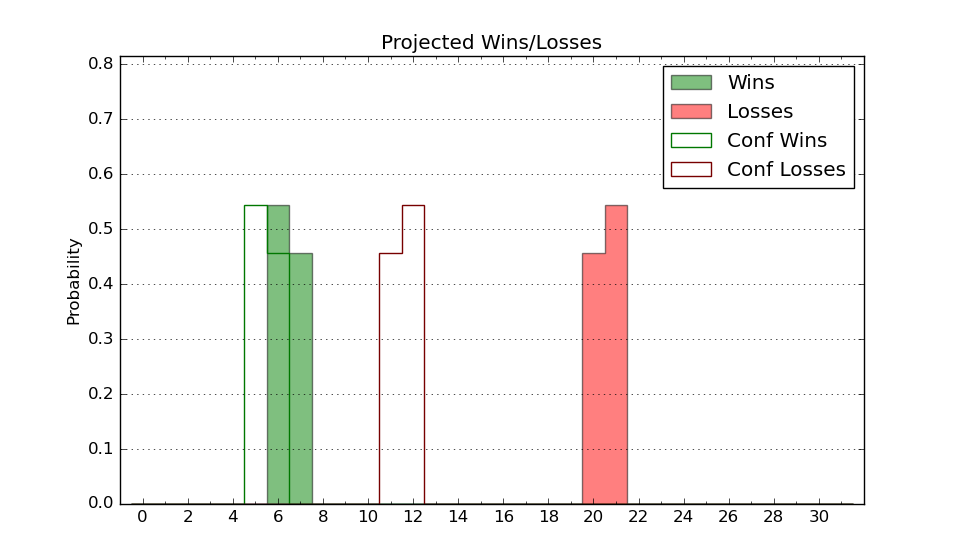 Projected Wins/Losses
Probability
0.8
0.7
0.6
0.5
0.4
0.3
0.2
0.1
0.0
0 2 4 6 8 10 12 14 16 18 20 22 24 26 28 30
Wins
Losses
Conf Wins
Conf Losses